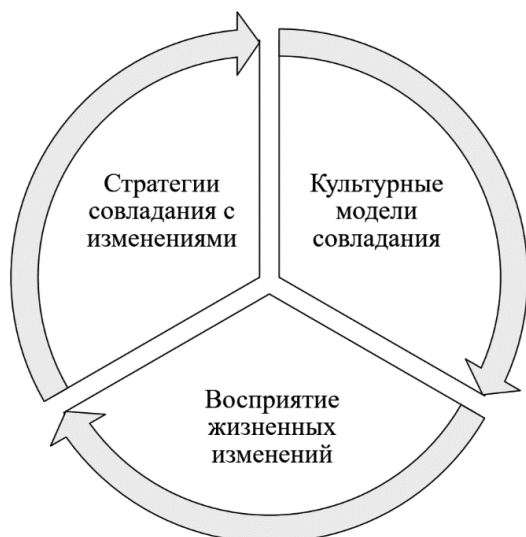 Стратегии
совладания с
изменениями
Культурные
модели
совладания
Восприятие
жизненных
изменений